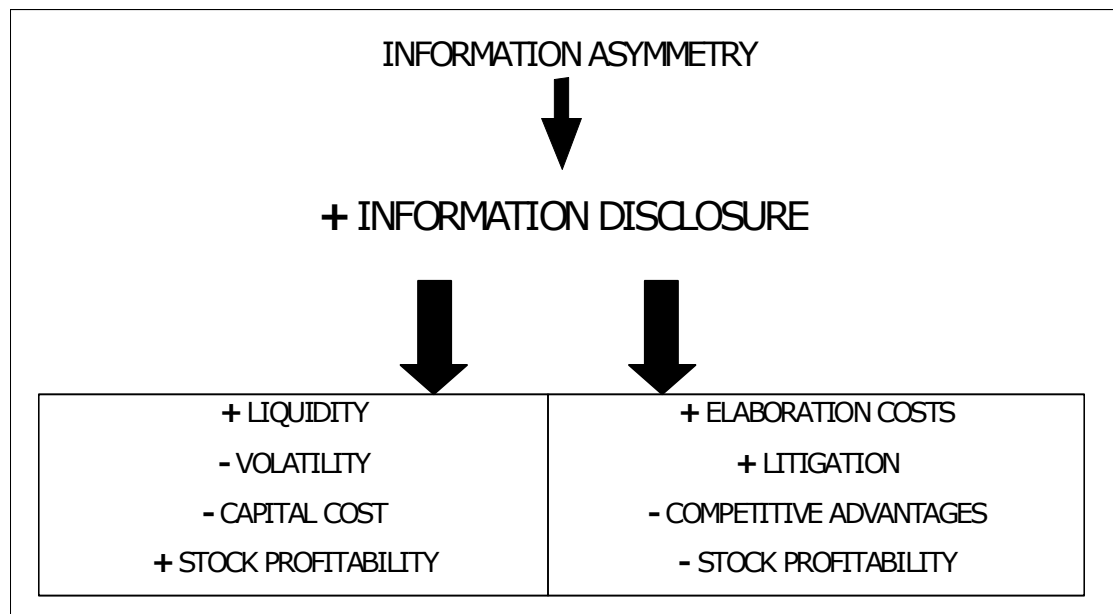 INFORMATION ASYMMETRY
+ INFORMATION DISCLOSURE
+ LIQUIDITY
- VOLATILITY
- CAPITAL COST
+ STOCK PROFITABILITY
+ ELABORATION COSTS
+ LITIGATION
- COMPETITIVE ADVANTAGES
- STOCK PROFITABILITY